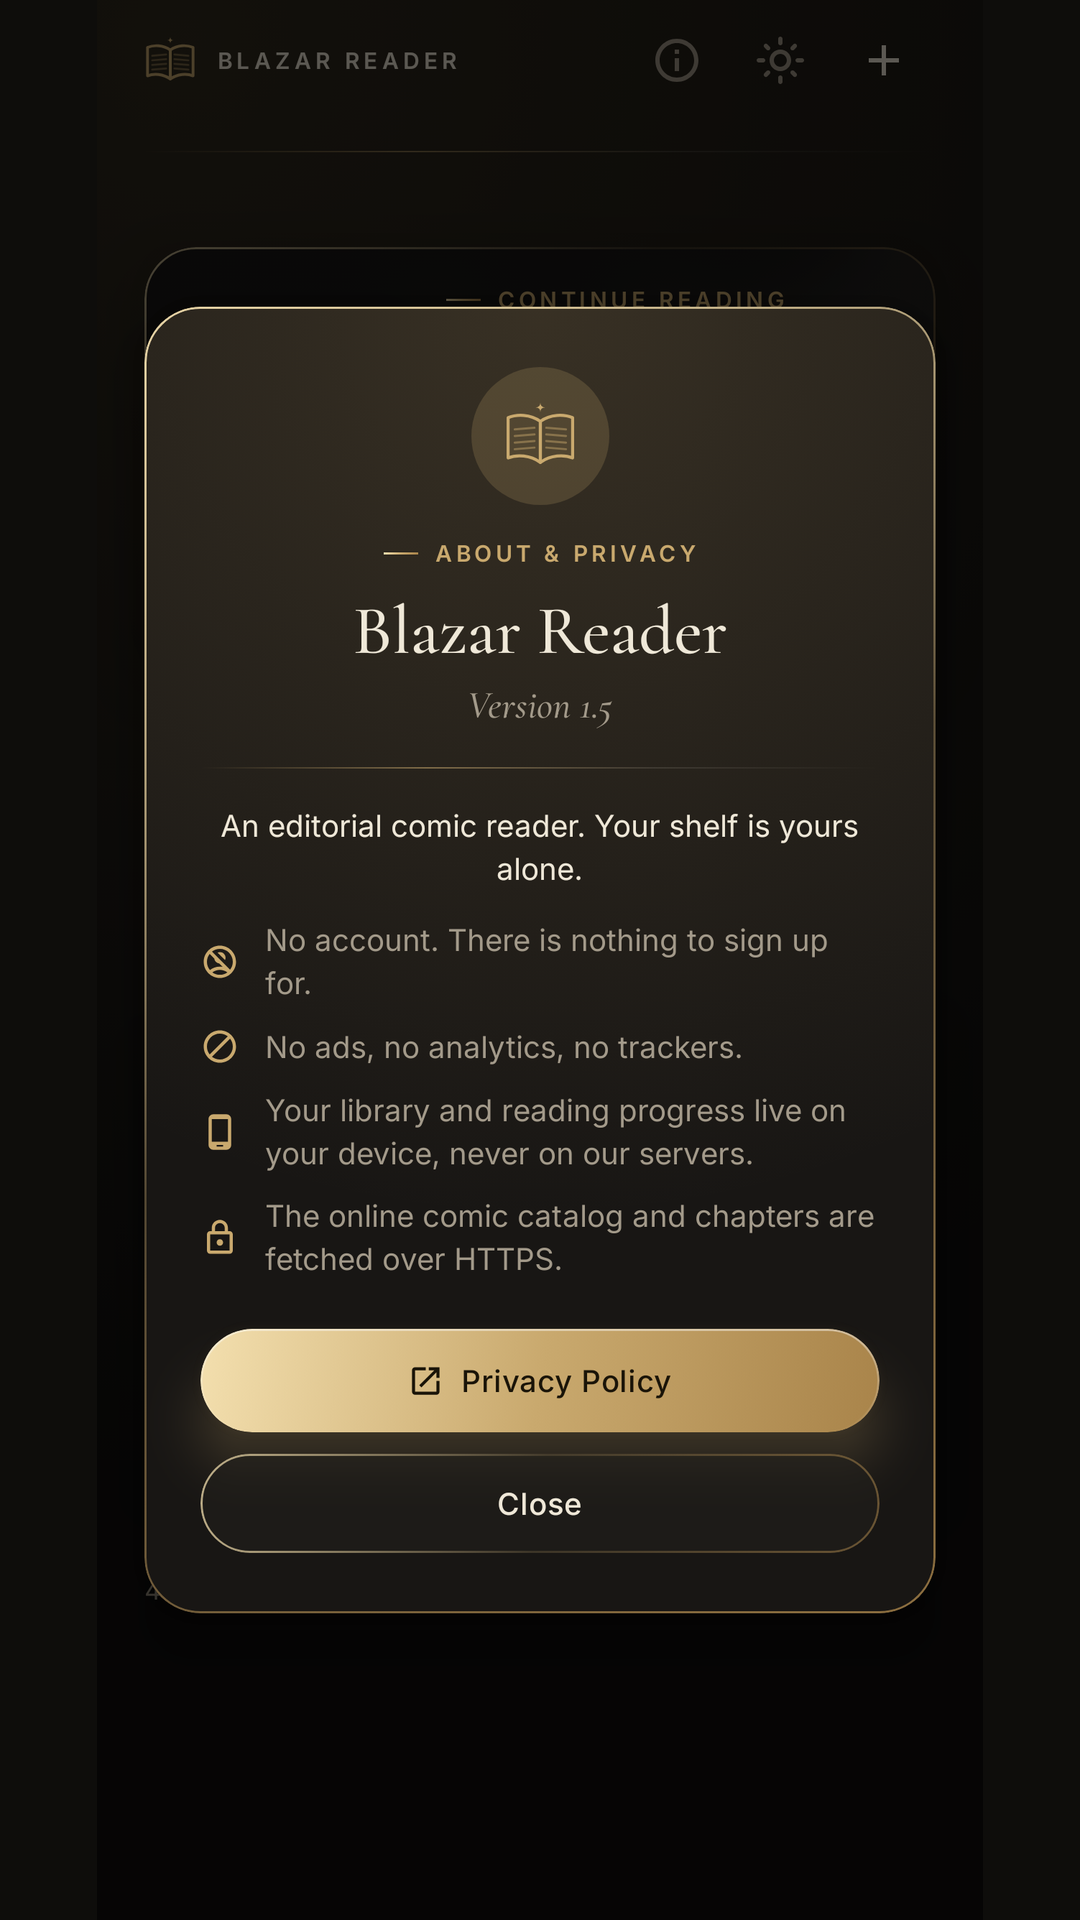 BLAZAR READER
CONTINUE READING
ABOUT & PRIVACY
Blazar Reader
Version 1.5
An editorial comic reader. Your shelf is yours
alone.
No account. There is nothing to sign up
for.
No ads, no analytics, no trackers.
Your library and reading progress live on
your device, never on our servers.
The online comic catalog and chapters are
fetched over HTTPS.
Privacy Policy
Close
4